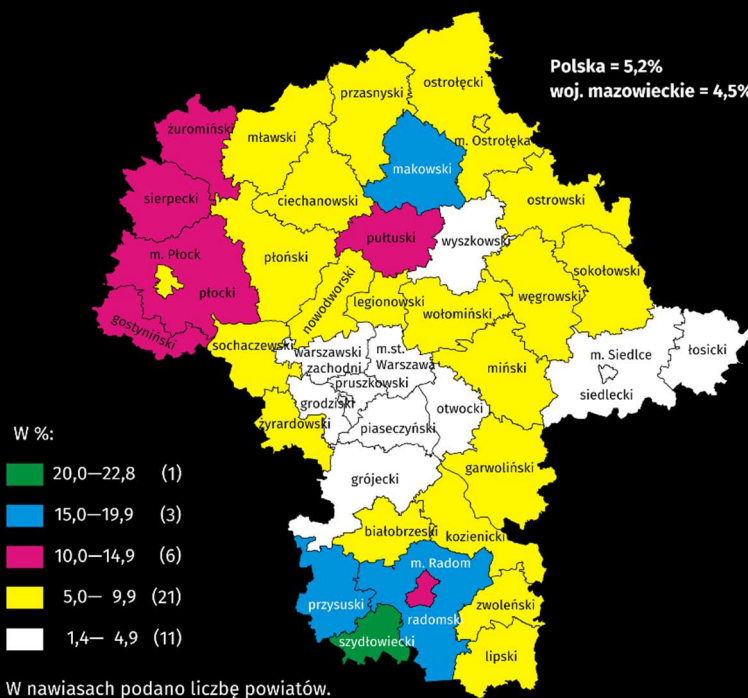 Polska = 5,2%
woj. mazowieckie = 4,5%
ostrołęcki
przasnyski
żuromiński
mławski
m. Ostrołęka
makowski
sierpecki
ciechanowski
ostrowski
pułtuski
wyszkowski
m. Płock
płoński
sokołowski
płocki
nowodworski
legionowski
węgrowski
wołomiński
gostyniński
sochaczewski
warszawski
zachodni
m.st.
Warszawa
miński
m. Siedlce
łosicki
pruszkowski
siedlecki
grodziski
otwocki
żyrardowski
piaseczyński
garwoliński
grójecki
białobrzeski
kozienicki
m. Radom
przysuski
radomski
zwoleński
szydłowiecki
lipski
W %:
20,0—22,8 (1)
15,0—19,9 (3)
10,0—14,9 (6)
5,0— 9,9 (21)
1,4— 4,9 (11)
W nawiasach podano liczbę powiatów.